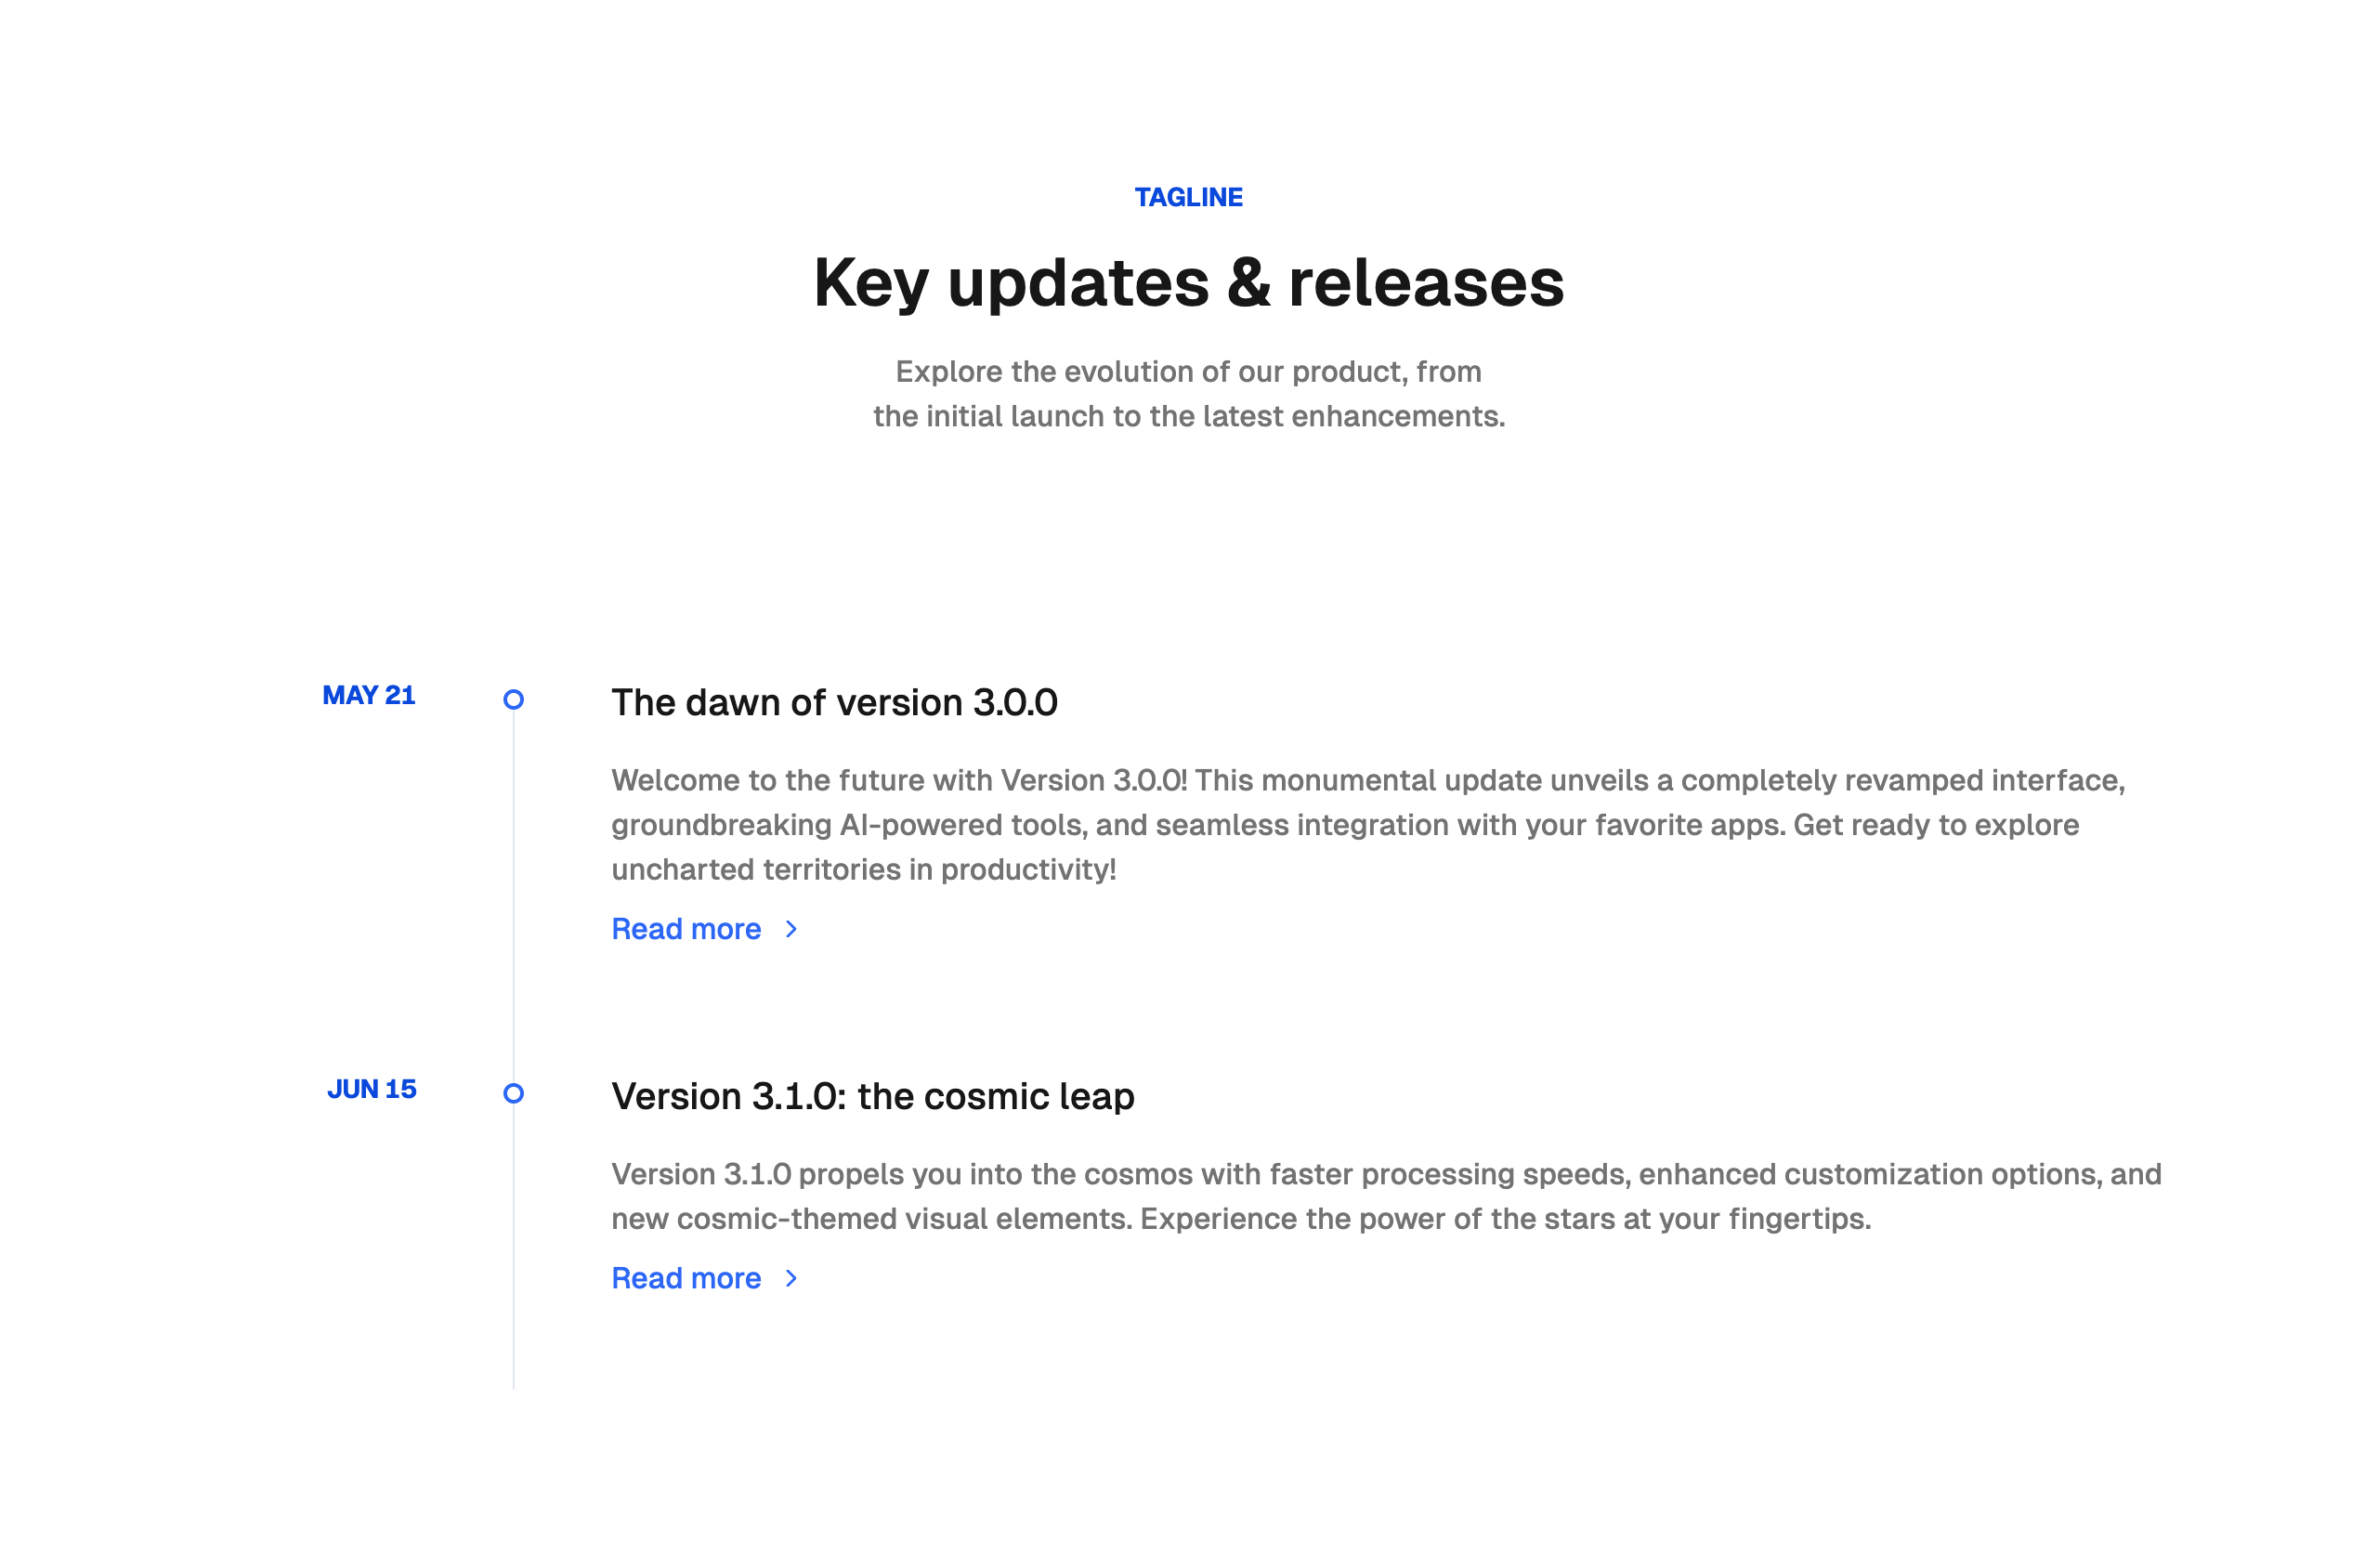 TAGLINE
Key updates & releases
Explore the evolution of our product, from
the initial launch to the latest enhancements.
MAY 21
The dawn of version 3.0.0
Welcome to the future with Version 3.0.0! This monumental update unveils a completely revamped interface,
groundbreaking AI-powered tools, and seamless integration with your favorite apps. Get ready to explore
uncharted territories in productivity!
Read more
JUN 15
Version 3.1.0: the cosmic leap
Version 3.1.0 propels you into the cosmos with faster processing speeds, enhanced customization options, and
new cosmic-themed visual elements. Experience the power of the stars at your fingertips.
Read more